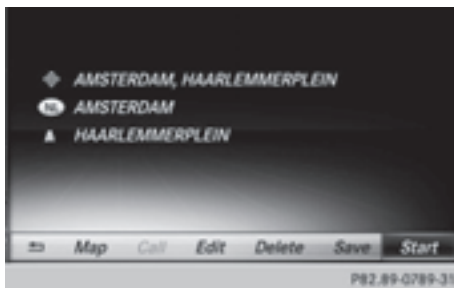 AMSTERDAM, HAARLEMMERPLEIN
NL AMSTERDAM
HAARLEMMERPLEIN
Map Call Edit Delete Save Start
P82.89-0789-31